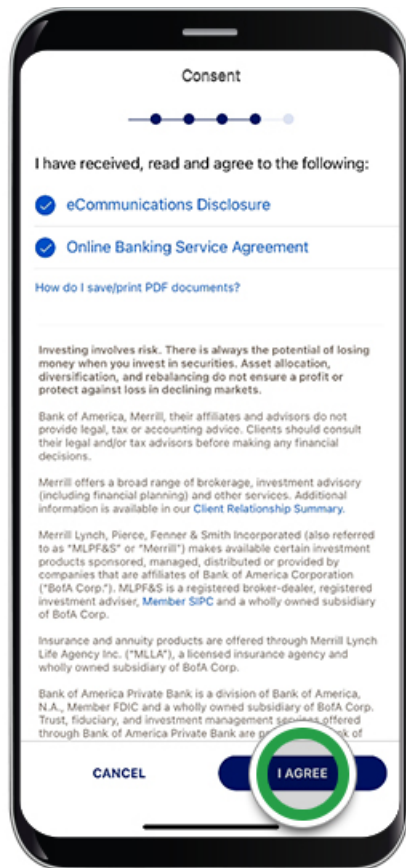 Consent
I have received, read and agree to the following:
eCommunications Disclosure
Online Banking Service Agreement
How do I save/print PDF documents?
Investing involves risk. There is always the potential of losing
money when you invest in securities. Asset allocation,
diversification, and rebalancing do not ensure a profit or
protect against loss in declining markets.
Bank of America, Merrill, their affiliates and advisors do not
provide legal, tax or accounting advice. Clients should consult
their legal and/or tax advisors before making any financial
decisions.
Merrill offers a broad range of brokerage, investment advisory
(including financial planning) and other services. Additional
information is available in our Client Relationship Summary.
Merrill Lynch, Pierce, Fenner & Smith Incorporated (also referred
to as "MLPF&S" or "Merrill") makes available certain investment
products sponsored, managed, distributed or provided by
companies that are affiliates of Bank of America Corporation
("BofA Corp."). MLPF&S is a registered broker-dealer, registered
investment adviser, Member SIPC and a wholly owned subsidiary
of BofA Corp.
Insurance and annuity products are offered through Merrill Lynch
Life Agency Inc. ("MLLA"), a licensed insurance agency and
wholly owned subsidiary of BofA Corp.
Bank of America Private Bank is a division of Bank of America,
N.A., Member FDIC and a wholly owned subsidiary of BofA Corp.
Trust, fiduciary, and investment management services offered
through Bank of America Private Bank are of
CANCEL
I AGREE